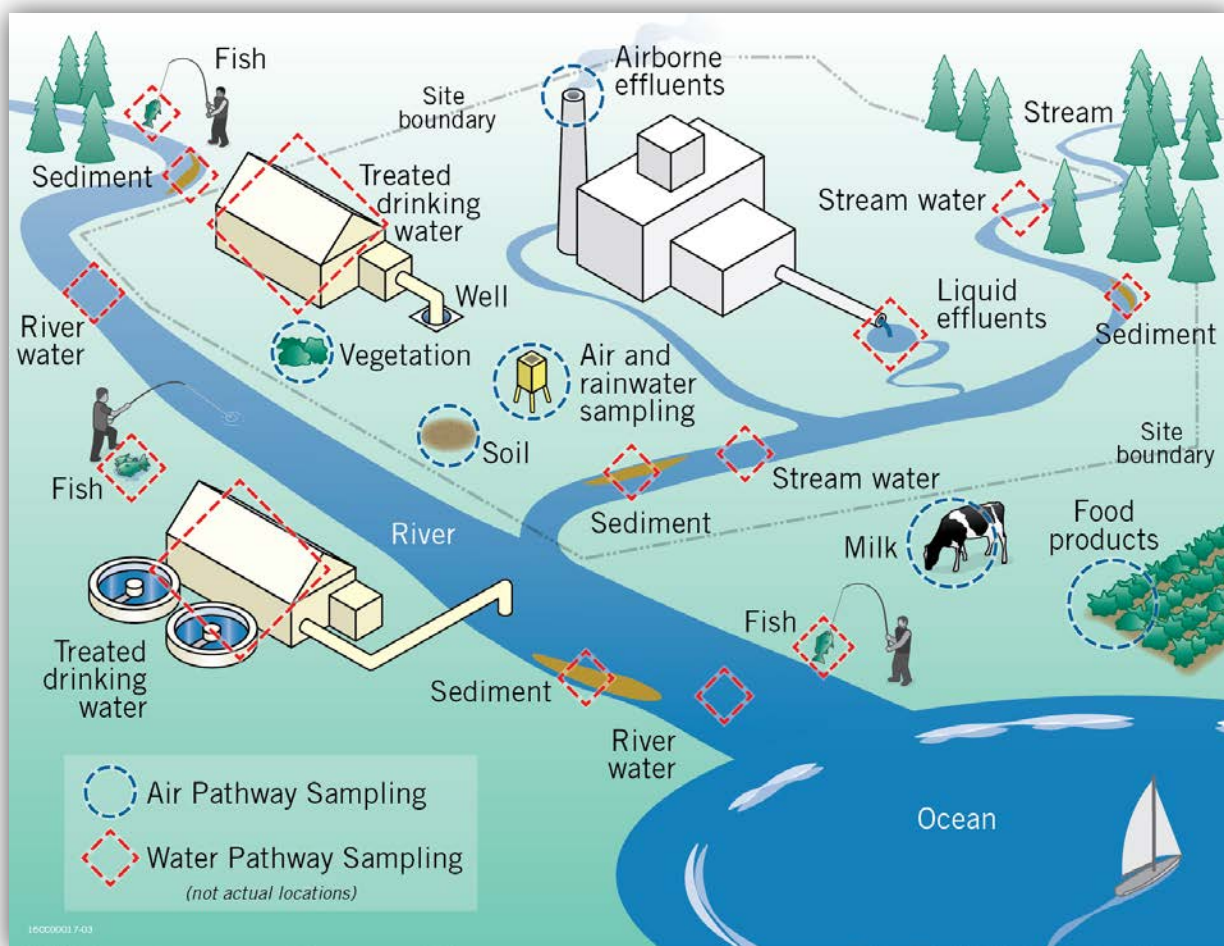 Fish
Airborne
effluents
Site
boundary
Stream
Sediment
Treated
drinking
water
Stream water
Well
Liquid
effluents
River
water
Vegetation
Air and
rainwater
sampling
Sediment
Soil
Site
boundary
Fish
Stream water
Sediment
River
Milk
Food
products
Fish
Treated
drinking
water
Sediment
River
water
Air Pathway Sampling
Water Pathway Sampling
(not actual locations)
Ocean
16C00017-03